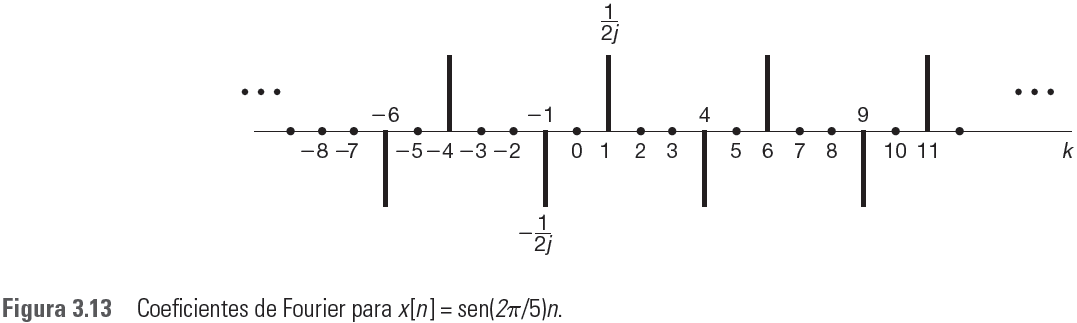 1/2j
• • •
• • •
−6 −1 4 9
−8 −7 −5 −4 −3 −2 0 1 2 3 5 6 7 8 10 11 k
−1/2j
Figura 3.13 Coeficientes de Fourier para x[n] = sen(2π/5)n.